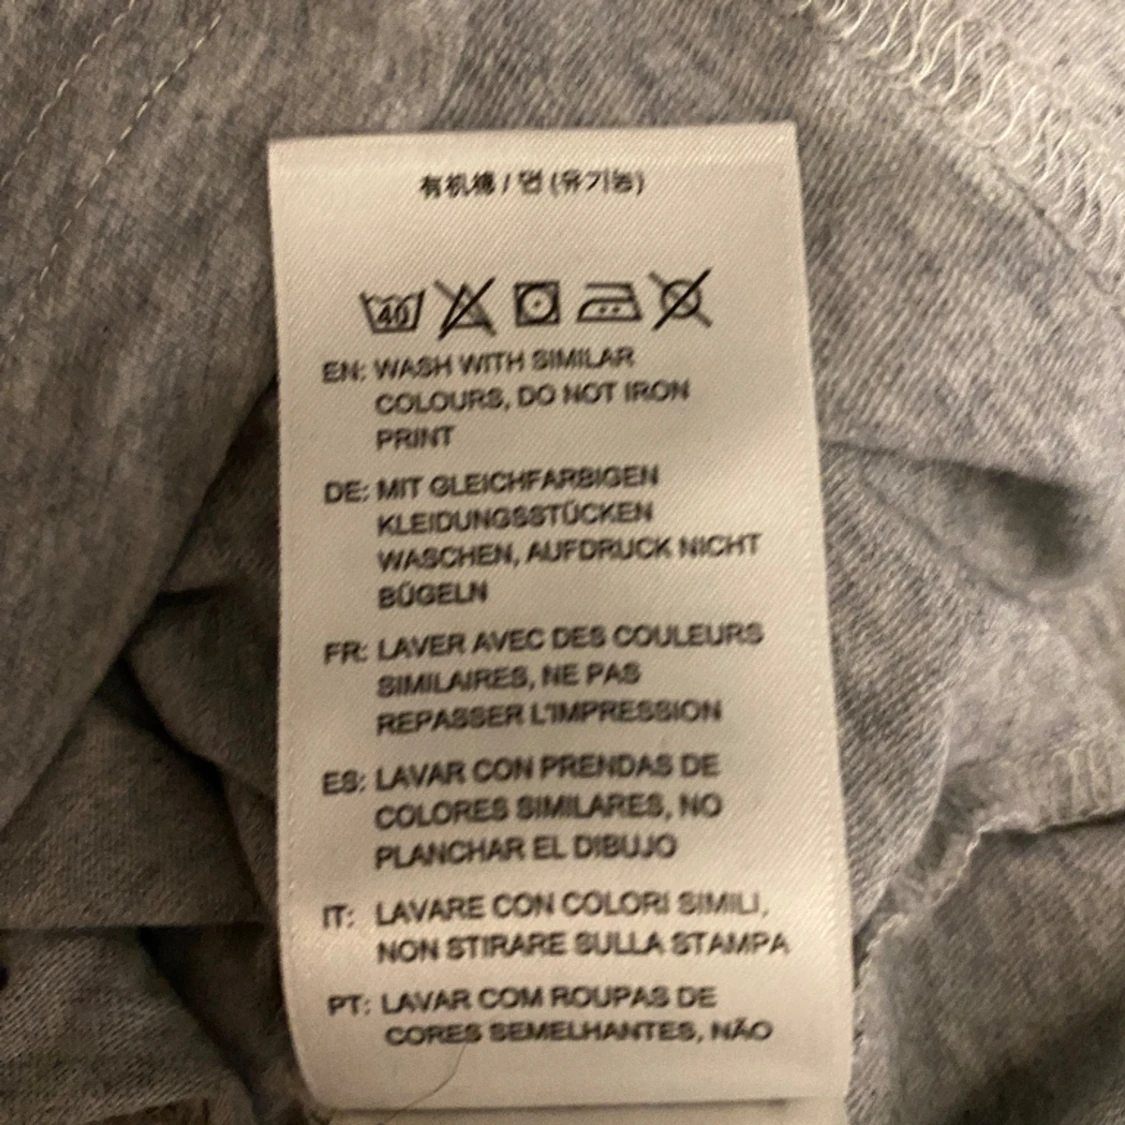 有机棉 / 면 (유기농)
40
EN: WASH WITH SIMILAR
COLOURS, DO NOT IRON
PRINT
DE: MIT GLEICHFARBIGEN
KLEIDUNGSSTÜCKEN
WASCHEN, AUFDRUCK NICHT
BÜGELN
FR: LAVER AVEC DES COULEURS
SIMILAIRES, NE PAS
REPASSER L'IMPRESSION
ES: LAVAR CON PRENDAS DE
COLORES SIMILARES, NO
PLANCHAR EL DIBUJO
IT: LAVARE CON COLORI SIMILI,
NON STIRARE SULLA STAMPA
PT: LAVAR COM ROUPAS DE
CORES SEMELHANTES, NÃO